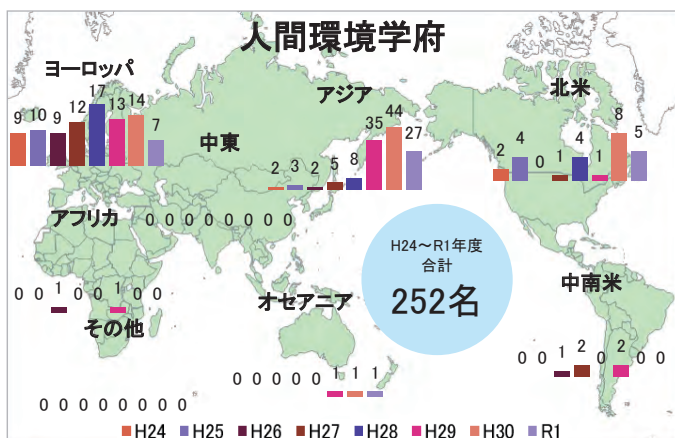 人間環境学府
ヨーロッパ
9 10 9 12 17 13 14 7
アジア
2 3 2 5 8 35 44 27
北米
2 4 0 1 4 1 8 5
中東
0 0 0 0 0 0 0 0
アフリカ
0 0 1 0 0 1 0 0
H24～R1年度
合計
252名
オセアニア
0 0 0 0 0 1 1 1
中南米
0 0 1 2 0 2 0 0
その他
0 0 0 0 0 0 0 0
H24 H25 H26 H27 H28 H29 H30 R1